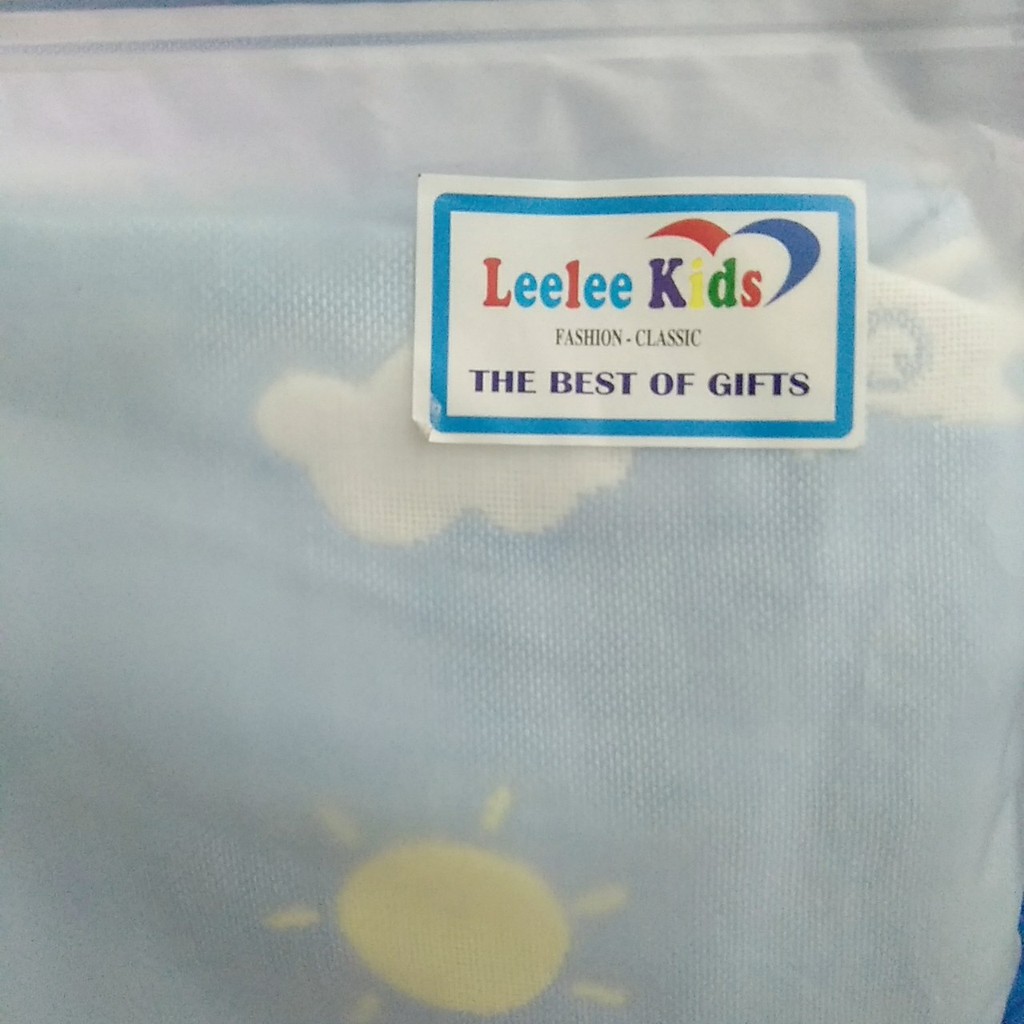 Leelee Kids
FASHION - CLASSIC
THE BEST OF GIFTS